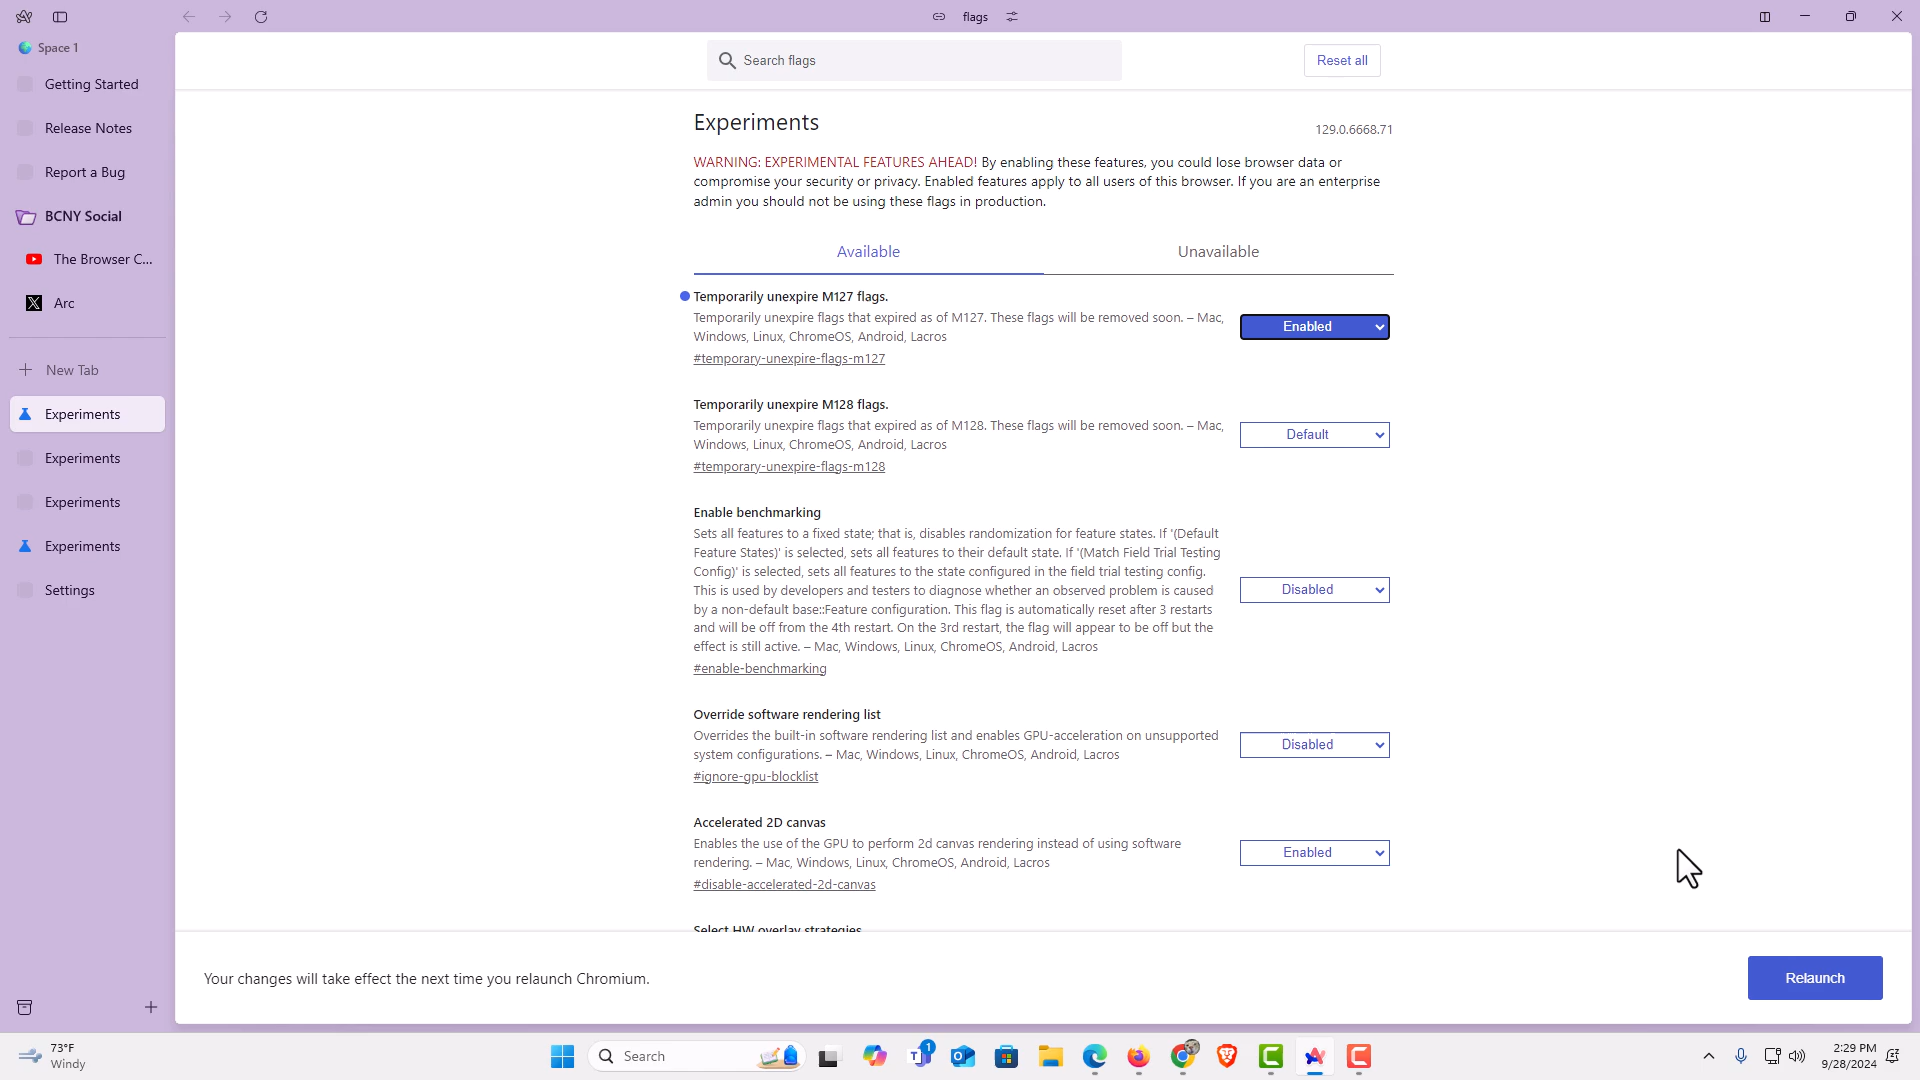 flags
Space 1
Getting Started
Release Notes
Report a Bug
BCNY Social
The Browser C...
Arc
New Tab
Experiments
Experiments
Experiments
Experiments
Settings
Search flags
Reset all
Experiments
129.0.6668.71
WARNING: EXPERIMENTAL FEATURES AHEAD! By enabling these features, you could lose browser data or
compromise your security or privacy. Enabled features apply to all users of this browser. If you are an enterprise
admin you should not be using these flags in production.
Available
Unavailable
Temporarily unexpire M127 flags.
Temporarily unexpire flags that expired as of M127. These flags will be removed soon. – Mac,
Windows, Linux, ChromeOS, Android, Lacros
#temporary-unexpire-flags-m127
Enabled
Temporarily unexpire M128 flags.
Temporarily unexpire flags that expired as of M128. These flags will be removed soon. – Mac,
Windows, Linux, ChromeOS, Android, Lacros
#temporary-unexpire-flags-m128
Default
Enable benchmarking
Sets all features to a fixed state; that is, disables randomization for feature states. If '(Default
Feature States)' is selected, sets all features to their default state. If '(Match Field Trial Testing
Config)' is selected, sets all features to the state configured in the field trial testing config.
This is used by developers and testers to diagnose whether an observed problem is caused
by a non-default base::Feature configuration. This flag is automatically reset after 3 restarts
and will be off from the 4th restart. On the 3rd restart, the flag will appear to be off but the
effect is still active. – Mac, Windows, Linux, ChromeOS, Android, Lacros
#enable-benchmarking
Disabled
Override software rendering list
Overrides the built-in software rendering list and enables GPU-acceleration on unsupported
system configurations. – Mac, Windows, Linux, ChromeOS, Android, Lacros
#ignore-gpu-blocklist
Disabled
Accelerated 2D canvas
Enables the use of the GPU to perform 2d canvas rendering instead of using software
rendering. – Mac, Windows, Linux, ChromeOS, Android, Lacros
#disable-accelerated-2d-canvas
Enabled
Select HW overlay strategies
Your changes will take effect the next time you relaunch Chromium.
Relaunch
73°F
Windy
Search
1
2:29 PM
9/28/2024